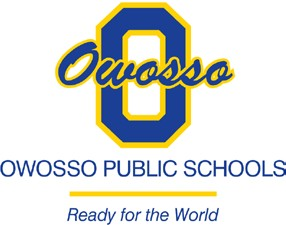 Owosso
O
OWOSSO PUBLIC SCHOOLS
Ready for the World